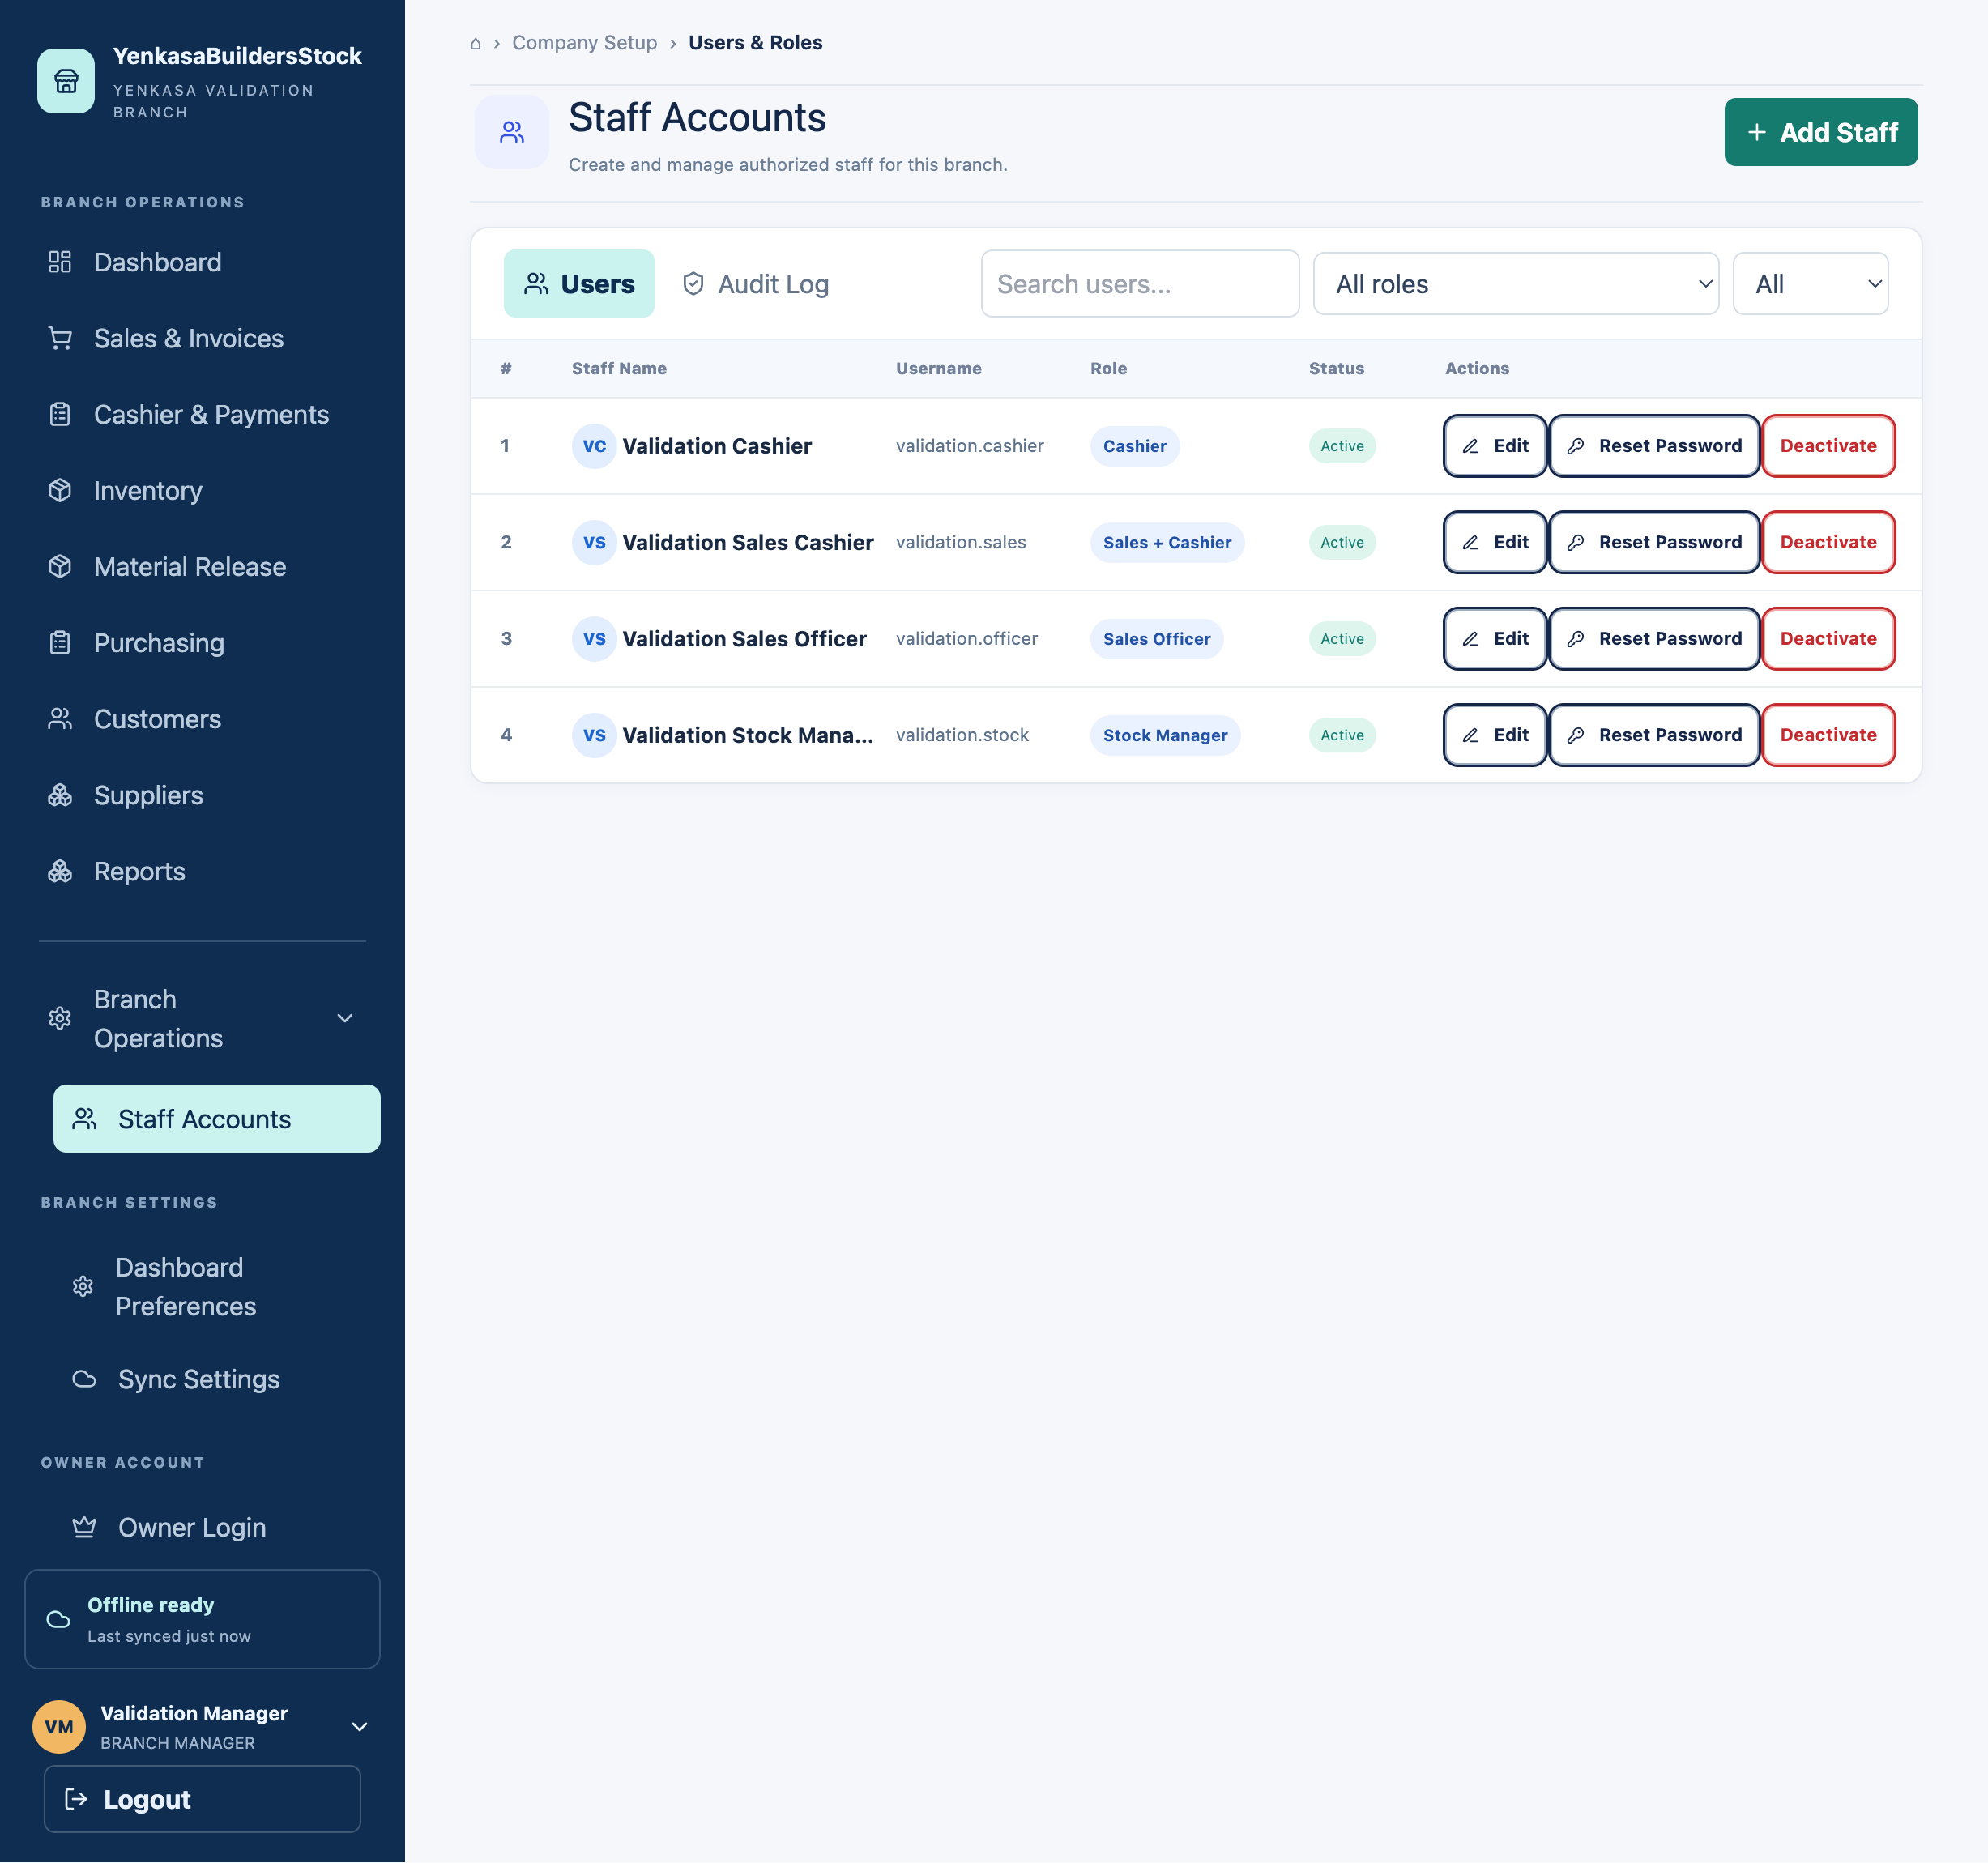 YenkasaBuildersStock
YENKASA VALIDATION
BRANCH
BRANCH OPERATIONS
Dashboard
Sales & Invoices
Cashier & Payments
Inventory
Material Release
Purchasing
Customers
Suppliers
Reports
Branch
Operations
Staff Accounts
BRANCH SETTINGS
Dashboard
Preferences
Sync Settings
OWNER ACCOUNT
Owner Login
Offline ready
Last synced just now
VM
Validation Manager
BRANCH MANAGER
Logout
⌂ › Company Setup › Users & Roles
Staff Accounts
Create and manage authorized staff for this branch.
+ Add Staff
Users Audit Log Search users... All roles All
# Staff Name Username Role Status Actions
1 VC Validation Cashier validation.cashier Cashier Active Edit Reset Password Deactivate
2 VS Validation Sales Cashier validation.sales Sales + Cashier Active Edit Reset Password Deactivate
3 VS Validation Sales Officer validation.officer Sales Officer Active Edit Reset Password Deactivate
4 VS Validation Stock Mana... validation.stock Stock Manager Active Edit Reset Password Deactivate